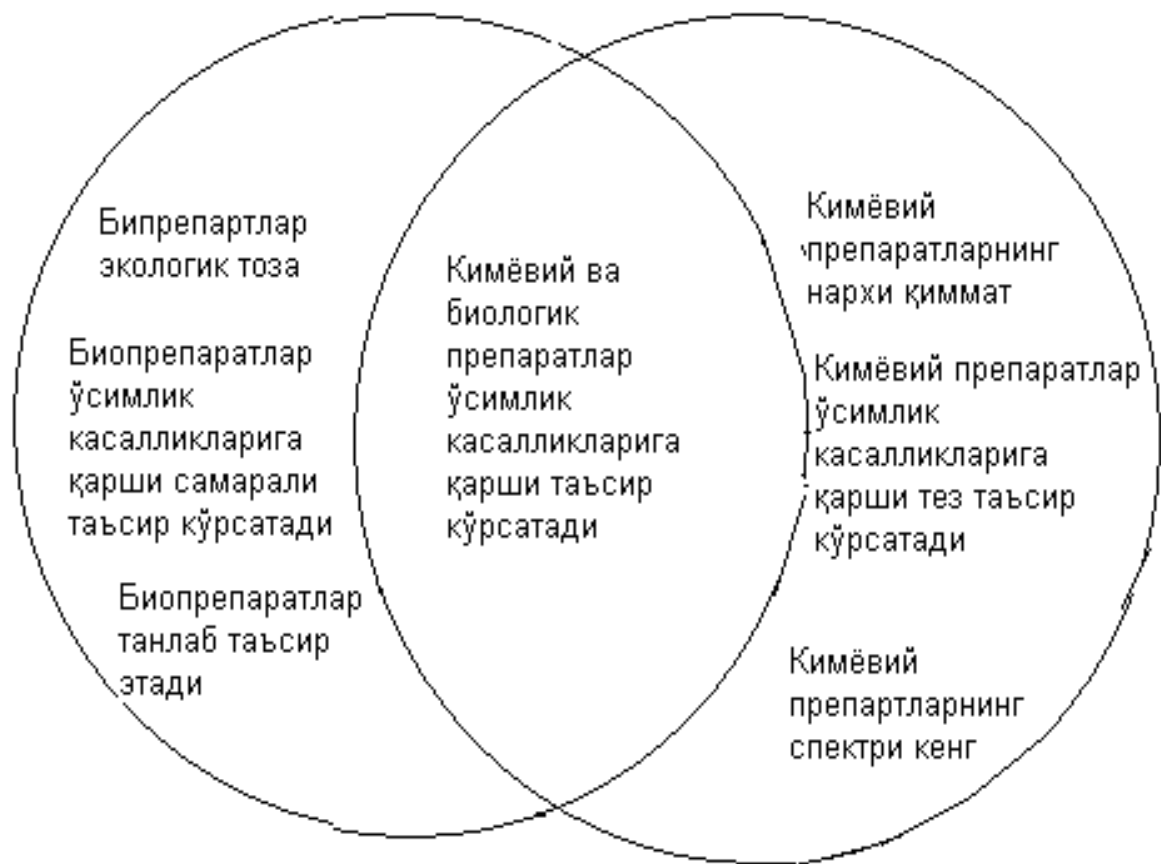 Бипрепартлар
экологик тоза
Биопрепаратлар
ўсимлик
касалликларига
қарши самарали
таъсир кўрсатади
Биопрепаратлар
танлаб таъсир
этади
Кимёвий ва
биологик
препаратлар
ўсимлик
касалликларига
қарши таъсир
кўрсатади
Кимёвий
препаратларнинг
нархи қиммат
Кимёвий препаратлар
ўсимлик
касалликларига
қарши тез таъсир
кўрсатади
Кимёвий
препартларнинг
спектри кенг